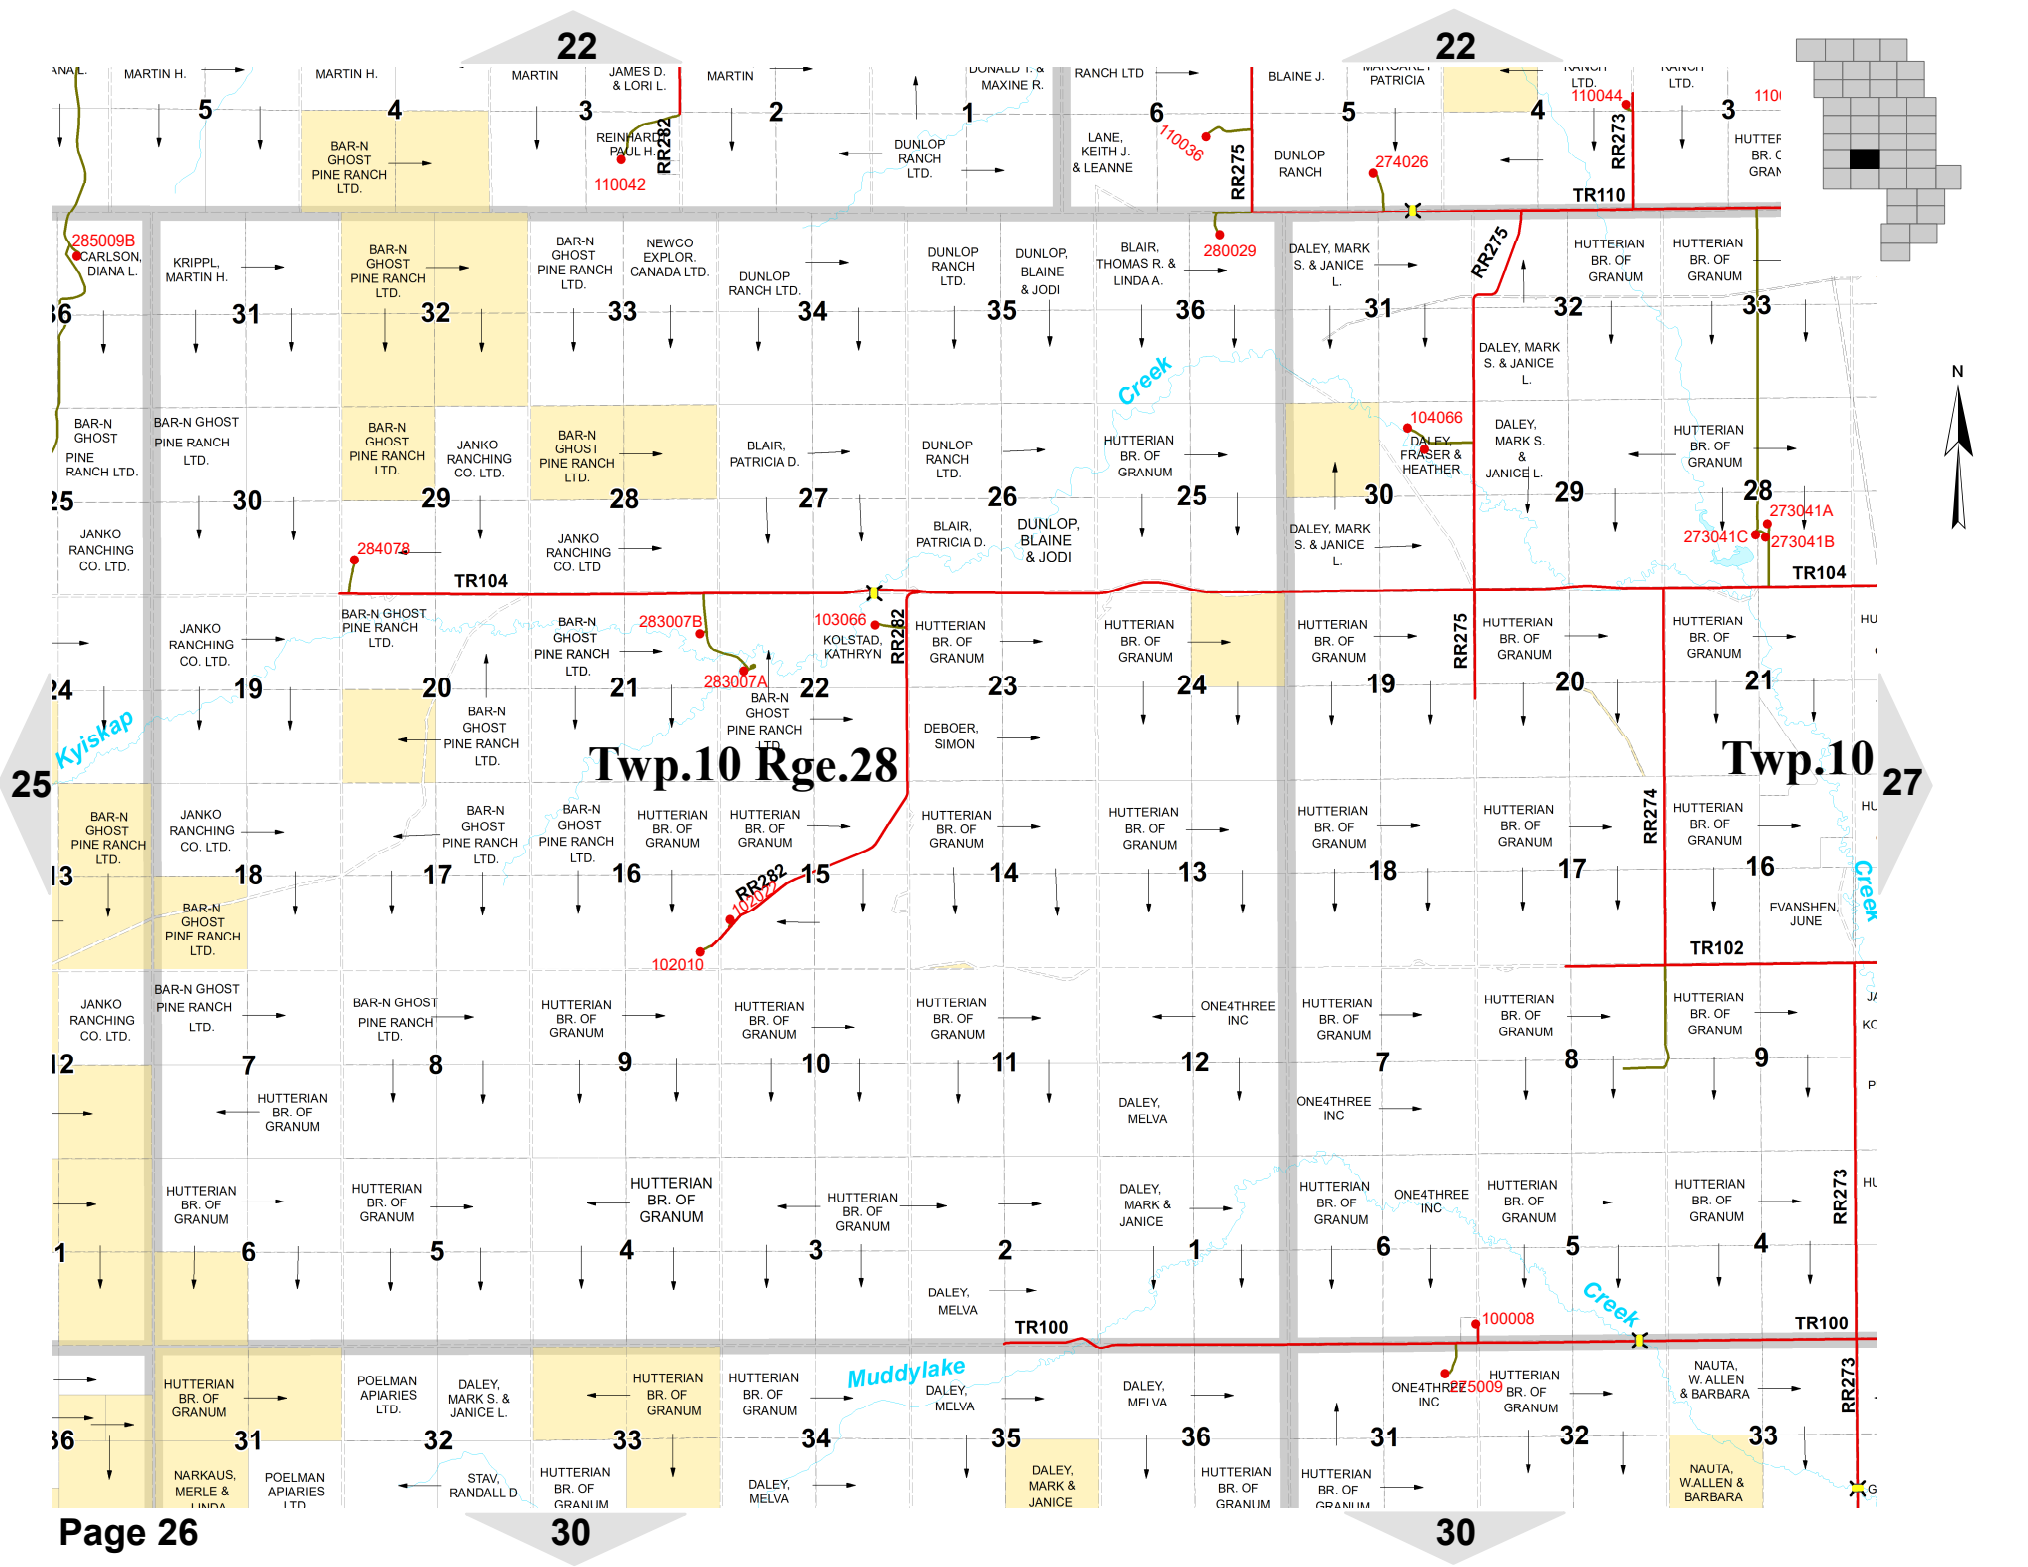 22
22
MARTIN H.
MARTIN H.
MARTIN
JAMES D.
& LORI L.
MARTIN
MAXINE R.
RANCH LTD
BLAINE J.
PATRICIA
LTD.
LTD.
5
4
3
2
1
6
5
4
3
110044
BAR-N
GHOST
PINE RANCH
LTD.
REINHARD
PAUL H.
RR282
110042
DUNLOP
RANCH
LTD.
LANE,
KEITH J.
& LEANNE
110036
RR275
DUNLOP
RANCH
274026
RR273
TR110
285009B
CARLSON,
DIANA L.
KRIPPL,
MARTIN H.
BAR-N
GHOST
PINE RANCH
LTD.
BAR-N
GHOST
PINE RANCH
LTD.
NEWCO
EXPLOR.
CANADA LTD.
DUNLOP
RANCH LTD.
DUNLOP
RANCH
LTD.
DUNLOP,
BLAINE
& JODI
BLAIR,
THOMAS R. &
LINDA A.
280029
DALEY, MARK
S. & JANICE
L.
RR275
HUTTERIAN
BR. OF
GRANUM
HUTTERIAN
BR. OF
GRANUM
31
32
33
34
35
36
31
32
33
N
Creek
DALEY, MARK
S. & JANICE
L.
BAR-N
GHOST
PINE
RANCH LTD.
BAR-N GHOST
PINE RANCH
LTD.
BAR-N
GHOST
PINE RANCH
LTD.
JANKO
RANCHING
CO. LTD.
BAR-N
GHOST
PINE RANCH
LTD.
BLAIR,
PATRICIA D.
DUNLOP
RANCH
LTD.
HUTTERIAN
BR. OF
GRANUM
104066
DALEY,
FRASER &
HEATHER
DALEY,
MARK S.
&
JANICE L.
HUTTERIAN
BR. OF
GRANUM
25
30
29
28
27
26
25
30
29
28
JANKO
RANCHING
CO. LTD.
284078
JANKO
RANCHING
CO. LTD
BLAIR,
PATRICIA D.
DUNLOP,
BLAINE
& JODI
DALEY, MARK
S. & JANICE
L.
273041A
273041C
273041B
TR104
TR104
JANKO
RANCHING
CO. LTD.
BAR-N GHOST
PINE RANCH
LTD.
BAR-N
GHOST
PINE RANCH
LTD.
283007B
283007A
103066
KOLSTAD,
KATHRYN
RR282
HUTTERIAN
BR. OF
GRANUM
HUTTERIAN
BR. OF
GRANUM
HUTTERIAN
BR. OF
GRANUM
RR275
HUTTERIAN
BR. OF
GRANUM
HUTTERIAN
BR. OF
GRANUM
24
19
20
21
22
23
24
19
20
21
Kyiskap
BAR-N
GHOST
PINE RANCH
LTD.
BAR-N
GHOST
PINE RANCH
LTD.
DEBOER,
SIMON
Twp.10 Rge.28
Twp.10
25
27
BAR-N
GHOST
PINE RANCH
LTD.
JANKO
RANCHING
CO. LTD.
BAR-N
GHOST
PINE RANCH
LTD.
BAR-N
GHOST
PINE RANCH
LTD.
HUTTERIAN
BR. OF
GRANUM
HUTTERIAN
BR. OF
GRANUM
HUTTERIAN
BR. OF
GRANUM
HUTTERIAN
BR. OF
GRANUM
HUTTERIAN
BR. OF
GRANUM
HUTTERIAN
BR. OF
GRANUM
RR274
HUTTERIAN
BR. OF
GRANUM
13
18
17
16
15
14
13
18
17
16
Creek
BAR-N
GHOST
PINE RANCH
LTD.
RR282
102022
102010
EVANSHEN,
JUNE
TR102
JANKO
RANCHING
CO. LTD.
BAR-N GHOST
PINE RANCH
LTD.
BAR-N GHOST
PINE RANCH
LTD.
HUTTERIAN
BR. OF
GRANUM
HUTTERIAN
BR. OF
GRANUM
HUTTERIAN
BR. OF
GRANUM
ONE4THREE
INC
HUTTERIAN
BR. OF
GRANUM
HUTTERIAN
BR. OF
GRANUM
HUTTERIAN
BR. OF
GRANUM
12
7
8
9
10
11
12
7
8
9
HUTTERIAN
BR. OF
GRANUM
DALEY,
MELVA
ONE4THREE
INC
HUTTERIAN
BR. OF
GRANUM
HUTTERIAN
BR. OF
GRANUM
HUTTERIAN
BR. OF
GRANUM
HUTTERIAN
BR. OF
GRANUM
DALEY,
MARK &
JANICE
HUTTERIAN
BR. OF
GRANUM
ONE4THREE
INC
HUTTERIAN
BR. OF
GRANUM
HUTTERIAN
BR. OF
GRANUM
RR273
1
6
5
4
3
2
1
6
5
4
DALEY,
MELVA
Creek
100008
TR100
TR100
Muddylake
HUTTERIAN
BR. OF
GRANUM
POELMAN
APIARIES
LTD.
DALEY,
MARK S. &
JANICE L.
HUTTERIAN
BR. OF
GRANUM
HUTTERIAN
BR. OF
GRANUM
DALEY,
MELVA
DALEY,
MELVA
ONE4THREE
INC
275009
HUTTERIAN
BR. OF
GRANUM
NAUTA,
W. ALLEN
& BARBARA
RR273
36
31
32
33
34
35
36
31
32
33
NARKAUS,
MERLE &
LINDA
POELMAN
APIARIES
LTD
STAV,
RANDALL D
HUTTERIAN
BR. OF
GRANUM
DALEY,
MELVA
DALEY,
MARK &
JANICE
HUTTERIAN
BR. OF
GRANUM
HUTTERIAN
BR. OF
GRANUM
NAUTA,
W.ALLEN &
BARBARA
Page 26
30
30